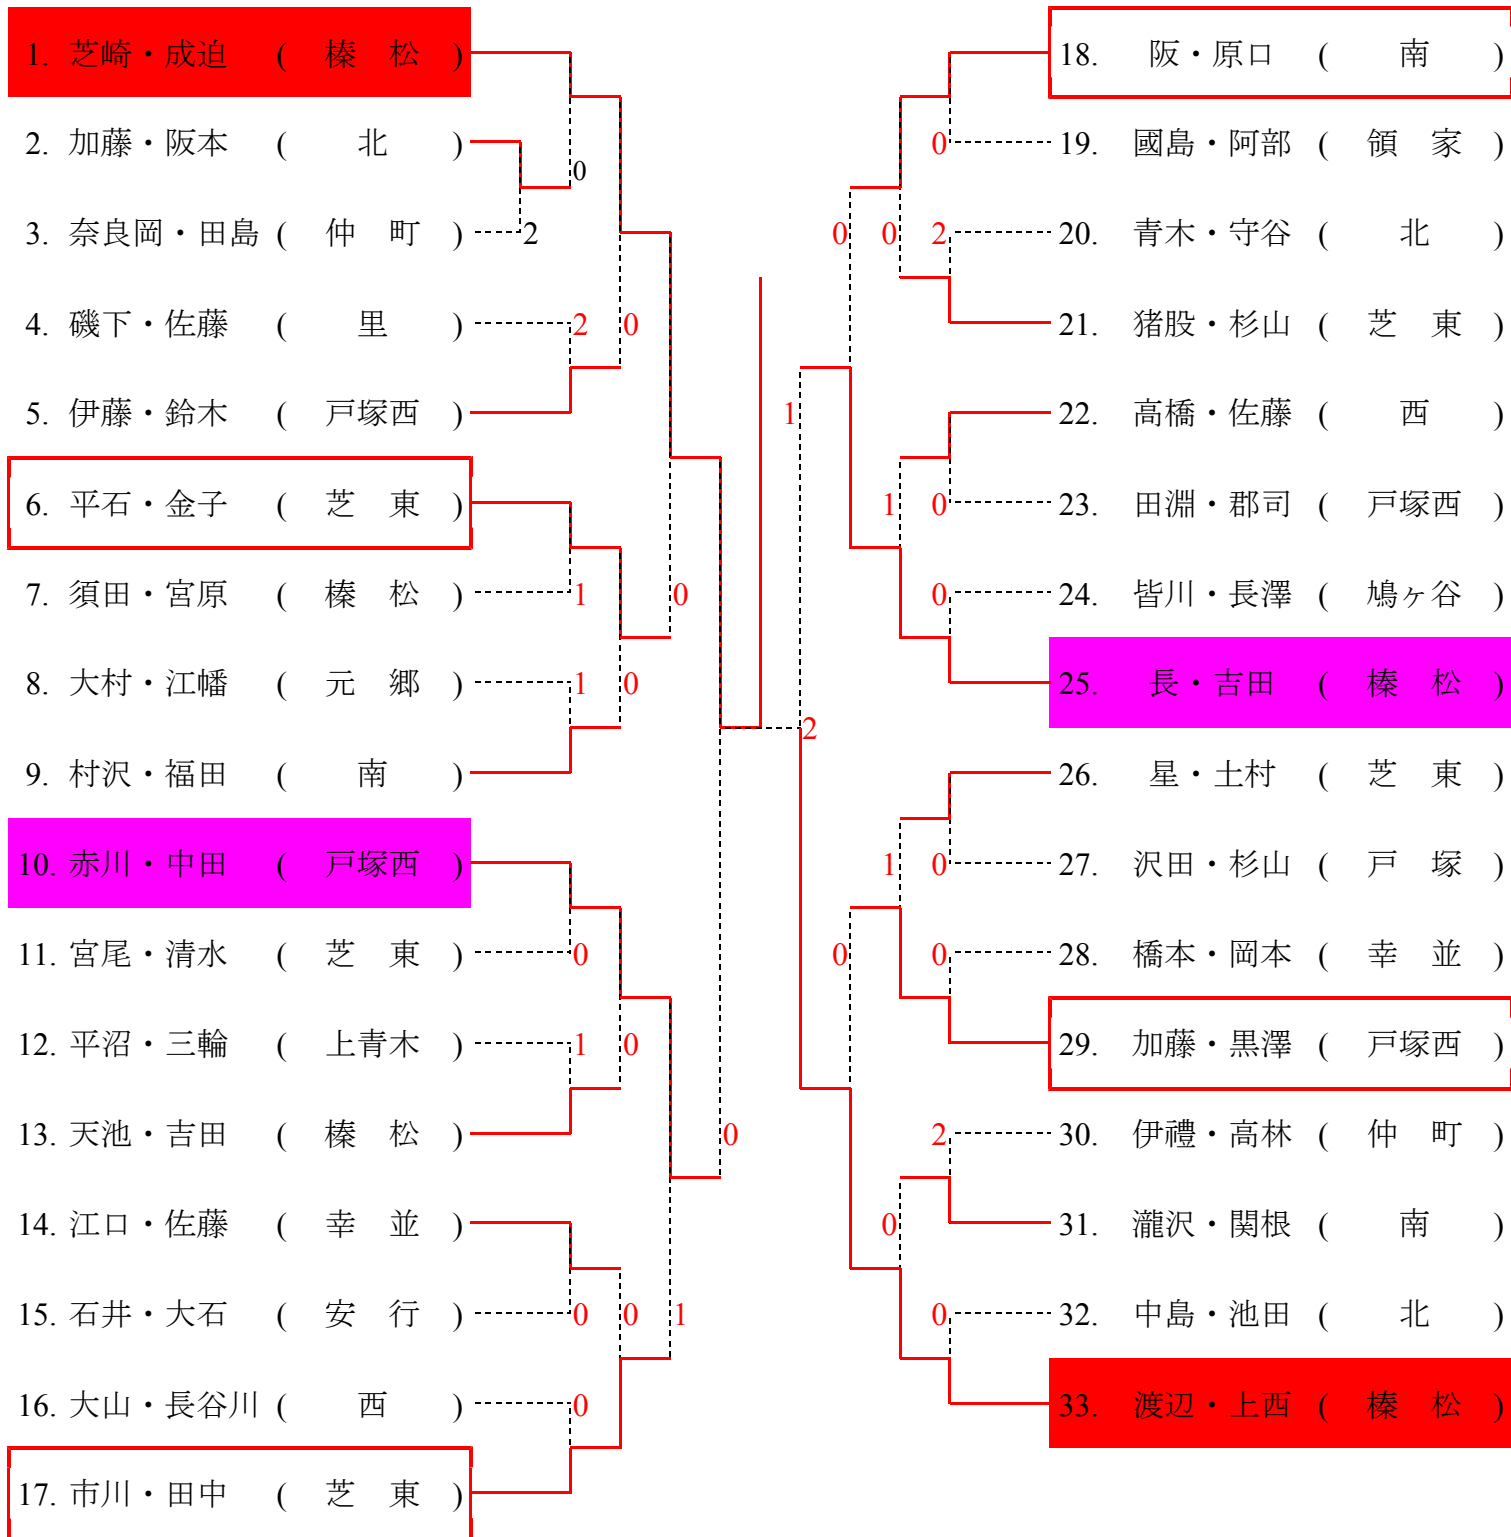 1. 芝崎・成迫 ( 榛 松 )
2. 加藤・阪本 ( 北 )
0
3. 奈良岡・田島 ( 仲 町 )
2
4. 磯下・佐藤 ( 里 )
2 0
5. 伊藤・鈴木 ( 戸塚西 )
6. 平石・金子 ( 芝 東 )
7. 須田・宮原 ( 榛 松 )
1 0
8. 大村・江幡 ( 元 郷 )
1 0
9. 村沢・福田 ( 南 )
10. 赤川・中田 ( 戸塚西 )
11. 宮尾・清水 ( 芝 東 )
0
12. 平沼・三輪 ( 上青木 )
1 0
13. 天池・吉田 ( 榛 松 )
0
14. 江口・佐藤 ( 幸 並 )
15. 石井・大石 ( 安 行 )
0 0 1
16. 大山・長谷川 ( 西 )
0
17. 市川・田中 ( 芝 東 )
2
18. 阪・原口 ( 南 )
0
19. 國島・阿部 ( 領 家 )
0 0 2
20. 青木・守谷 ( 北 )
21. 猪股・杉山 ( 芝 東 )
1
22. 高橋・佐藤 ( 西 )
1 0
23. 田淵・郡司 ( 戸塚西 )
0
24. 皆川・長澤 ( 鳩ヶ谷 )
25. 長・吉田 ( 榛 松 )
26. 星・土村 ( 芝 東 )
1 0
27. 沢田・杉山 ( 戸 塚 )
0 0
28. 橋本・岡本 ( 幸 並 )
29. 加藤・黒澤 ( 戸塚西 )
2
30. 伊禮・高林 ( 仲 町 )
0
31. 瀧沢・関根 ( 南 )
0
32. 中島・池田 ( 北 )
33. 渡辺・上西 ( 榛 松 )